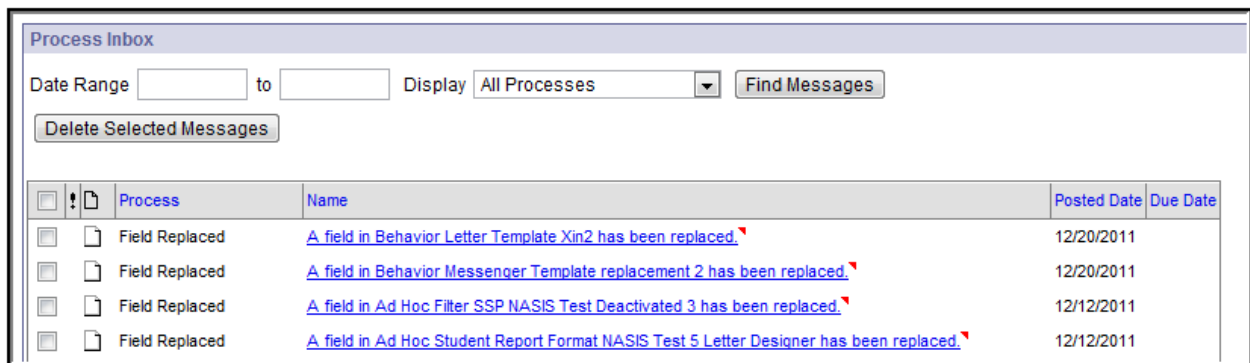 Process Inbox
Date Range to Display All Processes Find Messages
Delete Selected Messages
Process Name Posted Date Due Date
Field Replaced A field in Behavior Letter Template Xin2 has been replaced. 12/20/2011
Field Replaced A field in Behavior Messenger Template replacement 2 has been replaced. 12/20/2011
Field Replaced A field in Ad Hoc Filter SSP NASIS Test Deactivated 3 has been replaced. 12/12/2011
Field Replaced A field in Ad Hoc Student Report Format NASIS Test 5 Letter Designer has been replaced. 12/12/2011